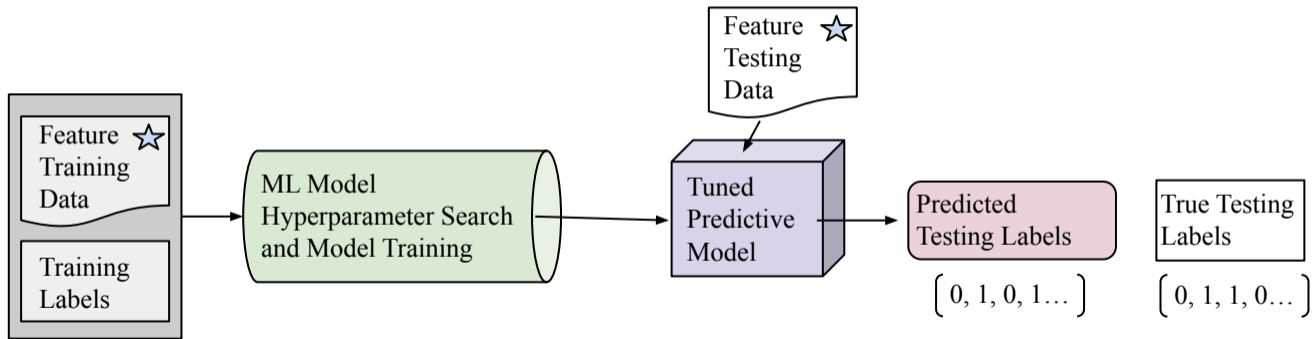 Feature
Training
Data
Training
Labels
ML Model
Hyperparameter Search
and Model Training
Feature
Testing
Data
Tuned
Predictive
Model
Predicted
Testing Labels
[0, 1, 0, 1…]
True Testing
Labels
[0, 1, 1, 0…]